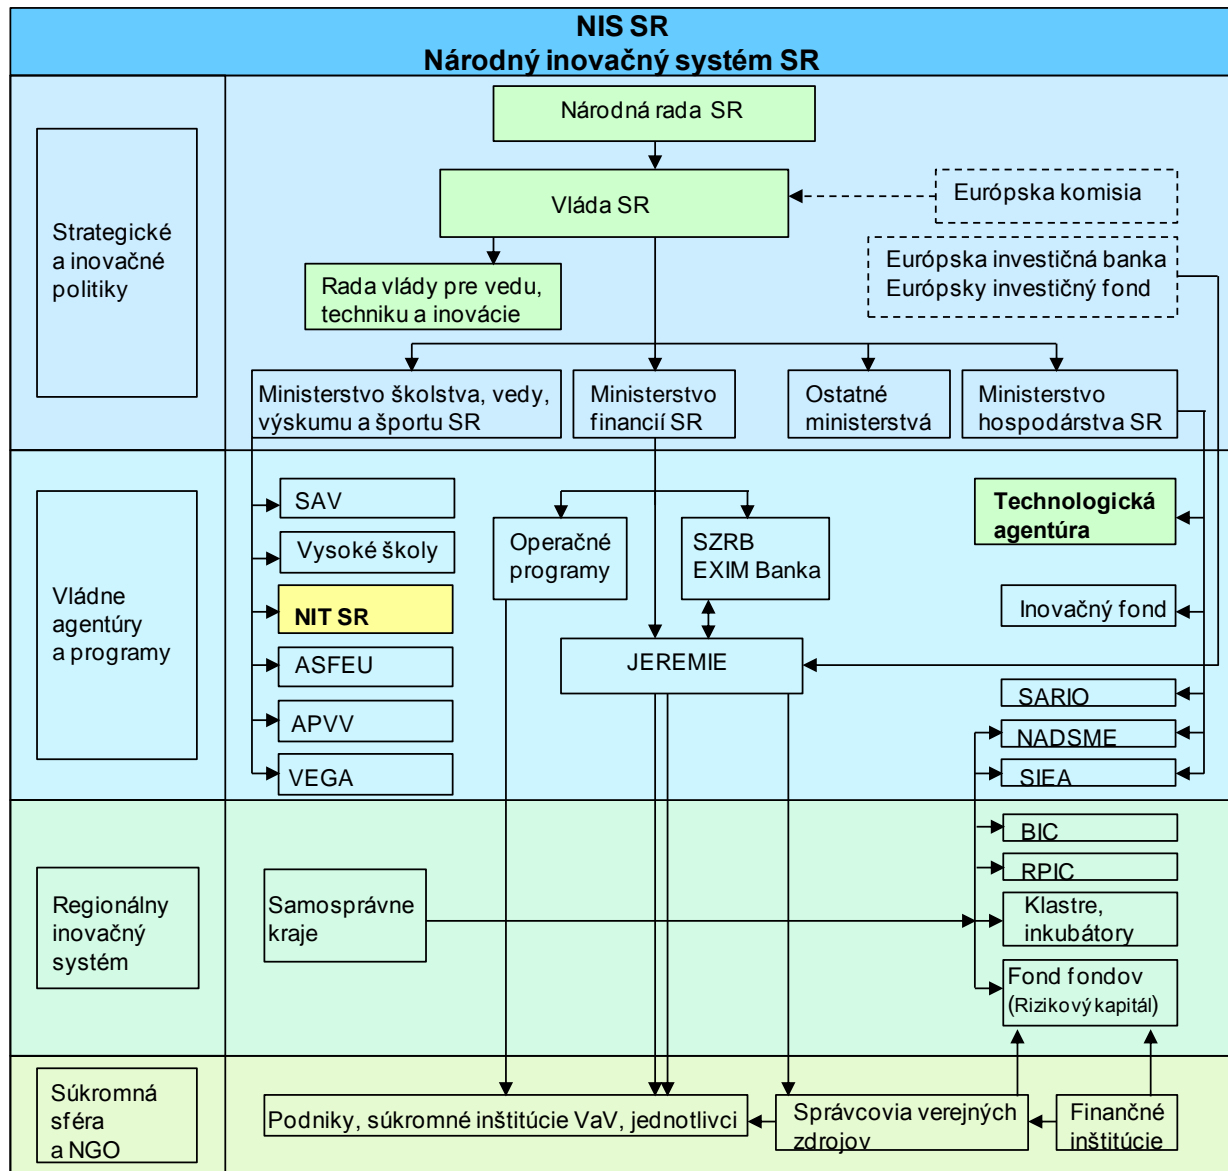 NIS SR
Národný inovačný systém SR
Strategické
a inovačné
politiky
Národná rada SR
Vláda SR
Európska komisia
Rada vlády pre vedu,
techniku a inovácie
Európska investičná banka
Európsky investičný fond
Ministerstvo školstva, vedy,
výskumu a športu SR
Ministerstvo
financií SR
Ostatné
ministerstvá
Ministerstvo
hospodárstva SR
Vládne
agentúry
a programy
SAV
Vysoké školy
NIT SR
ASFEU
APVV
VEGA
Operačné
programy
SZRB
EXIM Banka
JEREMIE
Technologická
agentúra
Inovačný fond
SARIO
NADSME
SIEA
Regionálny
inovačný
systém
Samosprávne
kraje
BIC
RPIC
Klastre,
inkubátory
Fond fondov
(Rizikový kapitál)
Súkromná
sféra
a NGO
Podniky, súkromné inštitúcie VaV, jednotlivci
Správcovia verejných
zdrojov
Finančné
inštitúcie